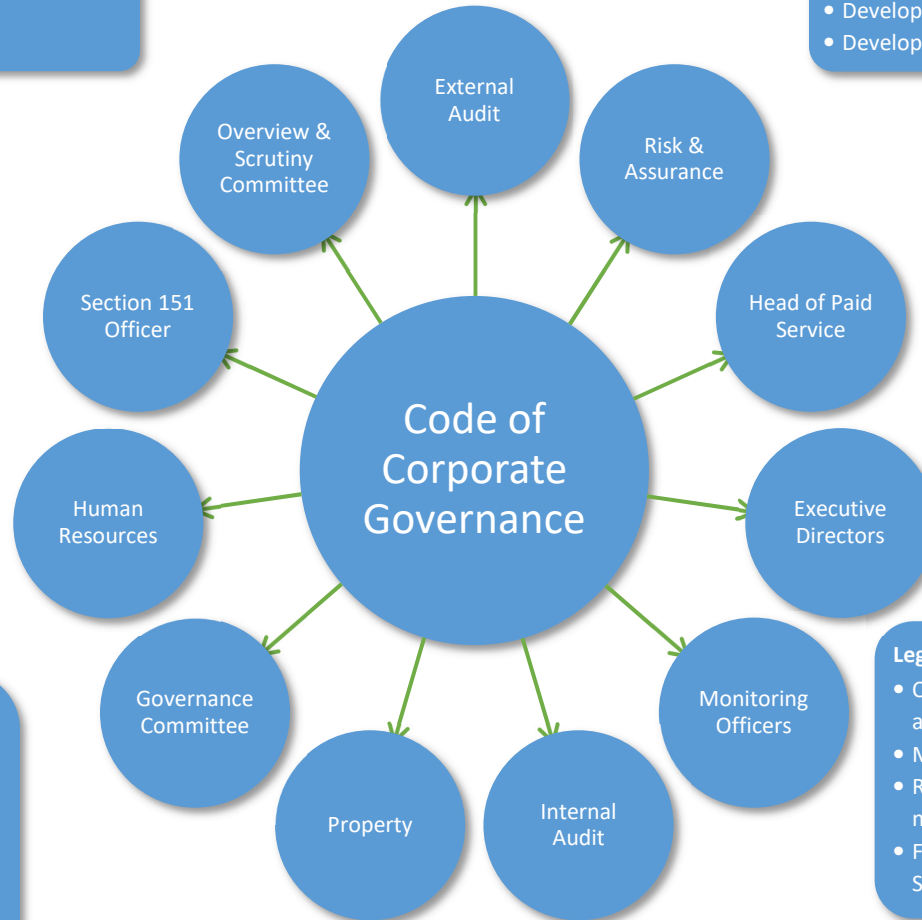 Develop
Develop
External
Audit
Overview &
Scrutiny
Committee
Risk &
Assurance
Section 151
Officer
Head of Paid
Service
Code of
Corporate
Governance
Human
Resources
Executive
Directors
Governance
Committee
Monitoring
Officers
Property
Internal
Audit
Leg
C
a
M
R
n
F
S